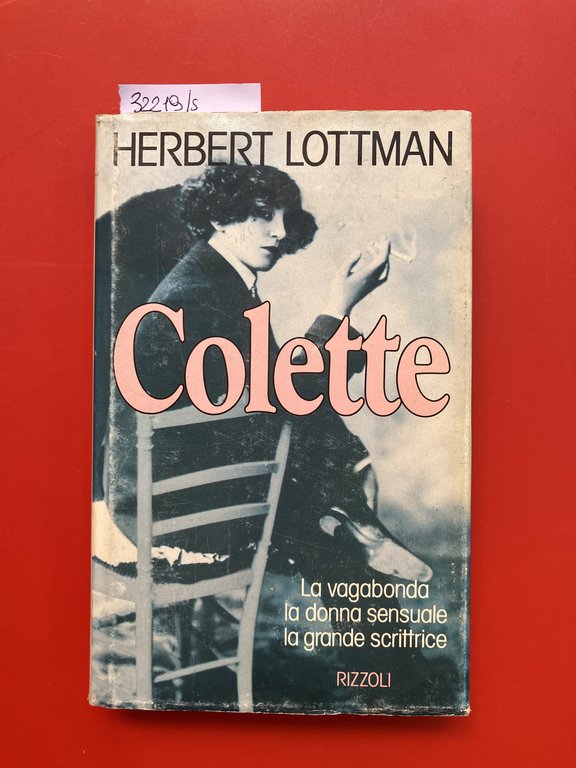 32219/s
HERBERT LOTTMAN
Colette
La vagabonda
la donna sensuale
la grande scrittrice
RIZZOLI